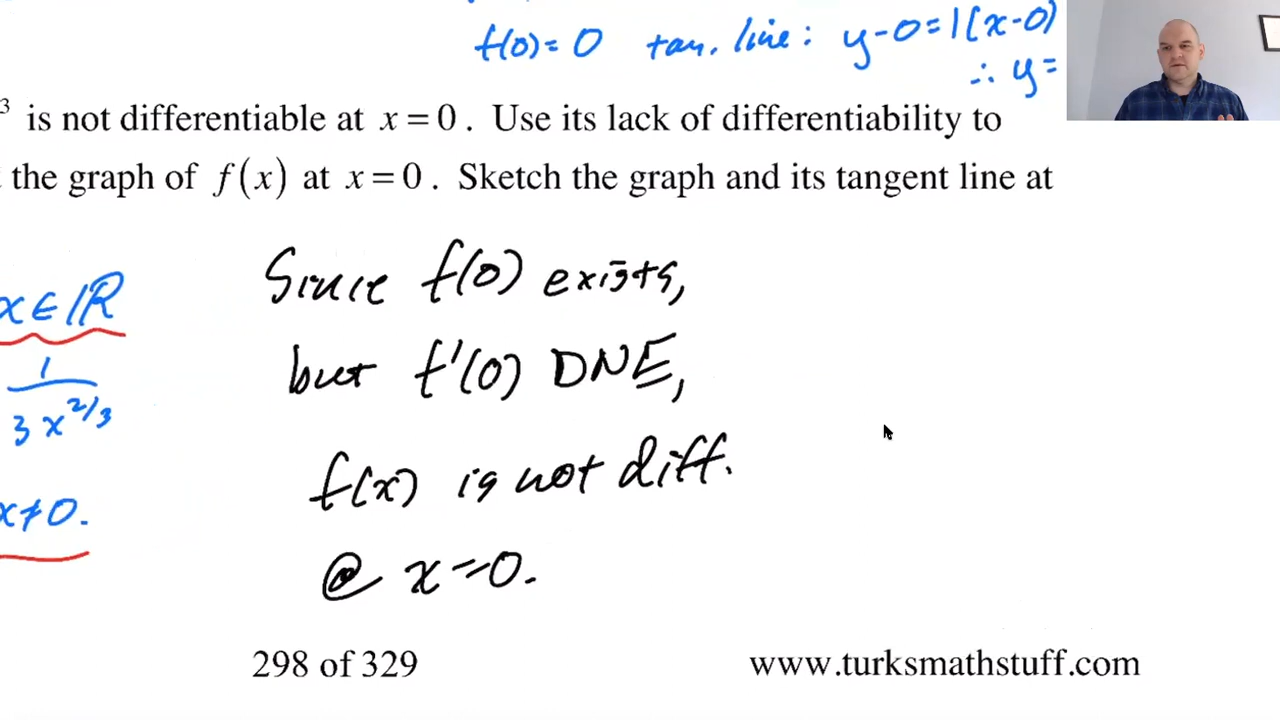 f(0)=0 tan. line: y-0=1(x-0)
∴ y=
3 is not differentiable at x=0. Use its lack of differentiability to
the graph of f(x) at x=0. Sketch the graph and its tangent line at
Since f(0) exists,
x∈ℝ
but f'(0) DNE,
1
3x^2/3
f(x) is not diff.
x≠0.
@ x=0.
298 of 329 www.turksmathstuff.com